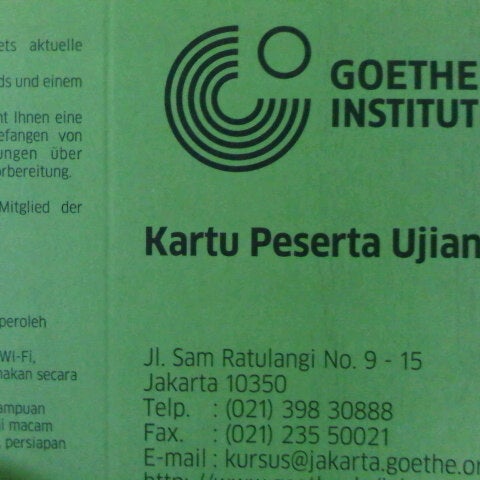 ets aktuelle
ds und einem
nt Ihnen eine
efangen von
ungen über
orbereitung.
Mitglied der
peroleh
Wi-Fi,
nakan secara
ampuan
i macam
persiapan
GOETHE
INSTITUT
Kartu Peserta Ujian
Jl. Sam Ratulangi No. 9 - 15
Jakarta 10350
Telp. : (021) 398 30888
Fax. : (021) 235 50021
E-mail : kursus@jakarta.goethe.or